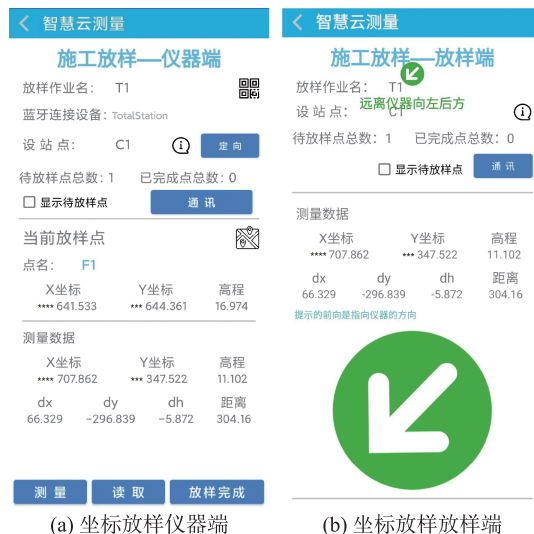 智慧云测量
施工放样—仪器端
放样作业名： T1
蓝牙连接设备：TotalStation
设 站 点： C1
定 向
待放样点总数：1 已完成点总数：0
显示待放样点
通 讯
当前放样点
点名： F1
X坐标 Y坐标 高程
**** 641.533 *** 644.361 16.974
测量数据
X坐标 Y坐标 高程
**** 707.862 *** 347.522 11.102
dx dy dh 距离
66.329 -296.839 -5.872 304.16
测 量 读 取 放样完成
(a) 坐标放样仪器端
智慧云测量
施工放样—放样端
放样作业名： T1
远离仪器向左后方
设 站 点： C1
待放样点总数：1 已完成点总数：0
显示待放样点
通 讯
测量数据
X坐标 Y坐标 高程
**** 707.862 *** 347.522 11.102
dx dy dh 距离
66.329 -296.839 -5.872 304.16
提示的前向是指向仪器的方向
(b) 坐标放样放样端